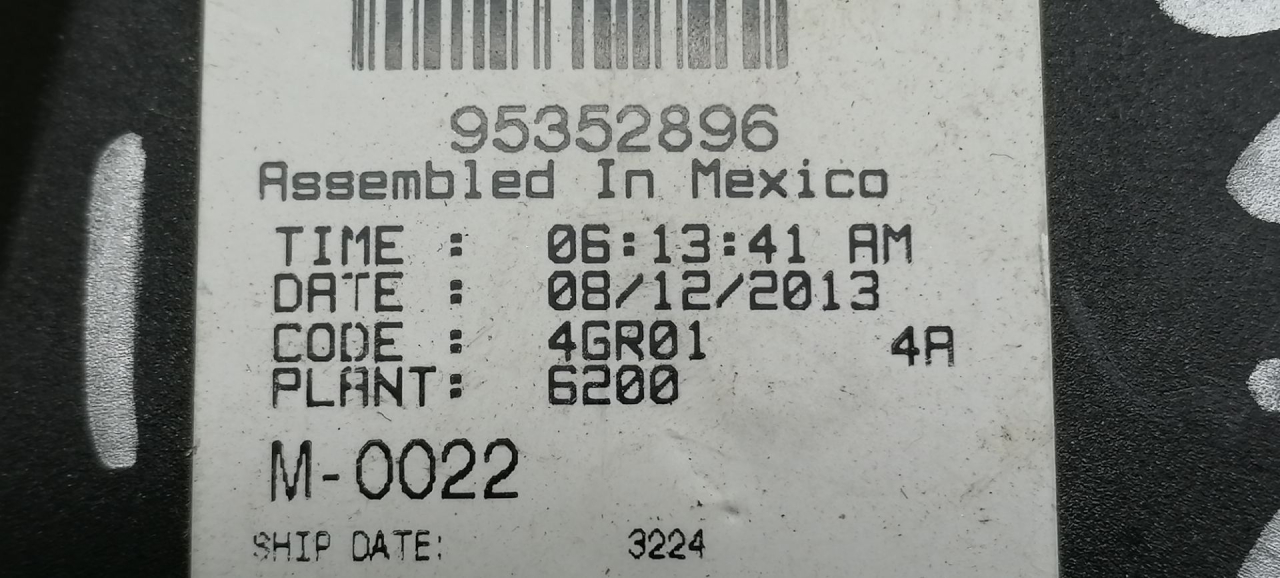 95352896
Assembled In Mexico
TIME : 06:13:41 AM
DATE : 08/12/2013
CODE : 4GR01 4A
PLANT: 6200
M-0022
SHIP DATE: 3224